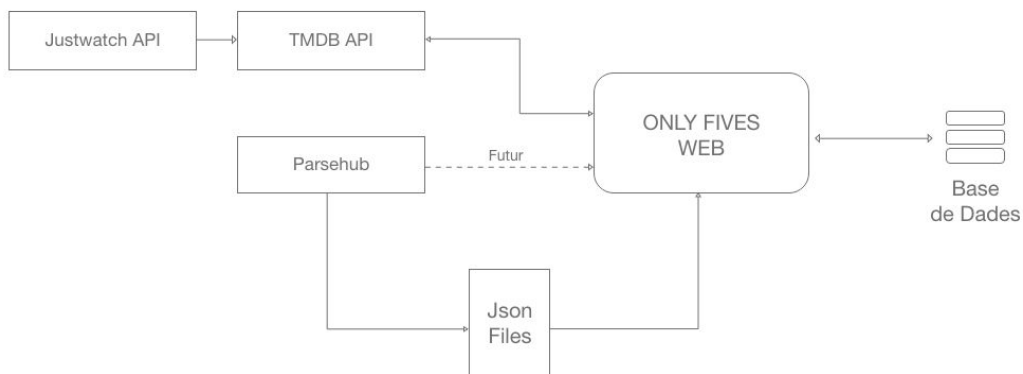 Justwatch API
TMDB API
ONLY FIVES
WEB
Parsehub
Futur
Base
de Dades
Json
Files